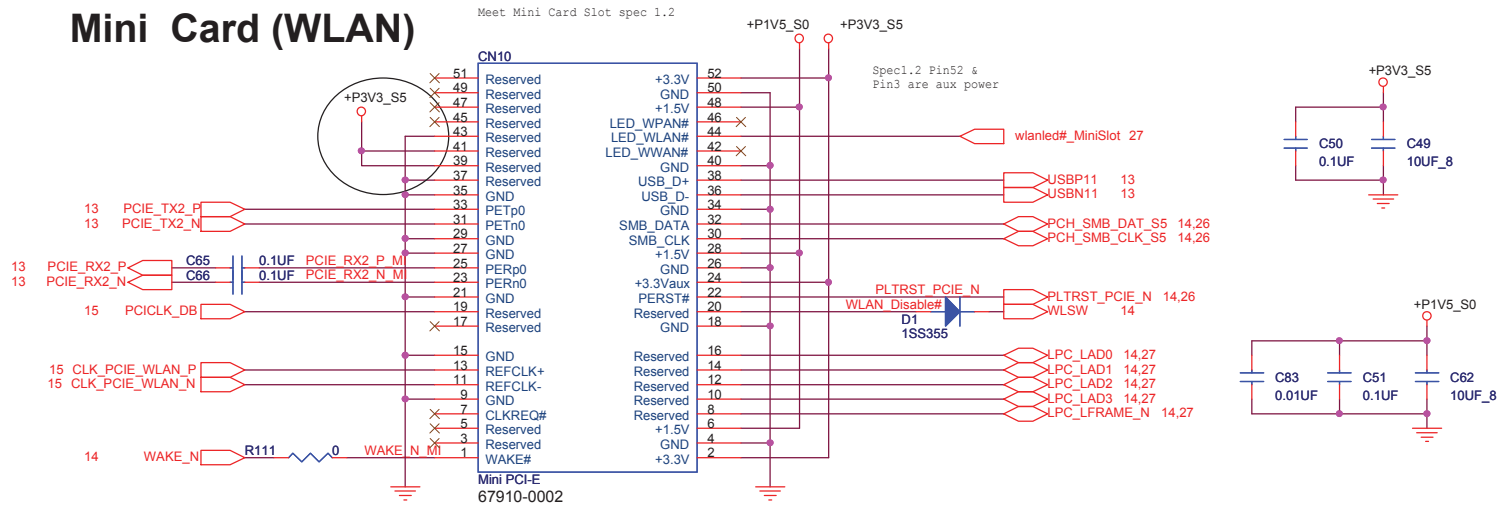 Mini Card (WLAN)
Meet Mini Card Slot spec 1.2
+P1V5_S0 +P3V3_S5
CN10
Spec1.2 Pin52 &
Pin3 are aux power
+P3V3_S5
+P3V3_S5
51 Reserved +3.3V 52
49 Reserved GND 50
47 Reserved +1.5V 48
45 Reserved LED_WPAN# 46
43 Reserved LED_WLAN# 44 wlanled#_MiniSlot 27
41 Reserved LED_WWAN# 42
39 Reserved GND 40
37 Reserved USB_D+ 38 USBP11 13
35 GND USB_D- 36 USBN11 13
13 PCIE_TX2_P 33 PETp0 GND 34
13 PCIE_TX2_N 31 PETn0 SMB_DATA 32 PCH_SMB_DAT_S5 14,26
29 GND SMB_CLK 30 PCH_SMB_CLK_S5 14,26
27 GND +1.5V 28
13 PCIE_RX2_P C65 0.1UF PCIE_RX2_P_MI 25 PERp0 GND 26
13 PCIE_RX2_N C66 0.1UF PCIE_RX2_N_MI 23 PERn0 +3.3Vaux 24
21 GND PERST# 22 PLTRST_PCIE_N PLTRST_PCIE_N 14,26
15 PCICLK_DB 19 Reserved Reserved 20 WLAN_Disable# WLSW 14
17 Reserved GND 18 D1
1SS355
15 GND Reserved 16 LPC_LAD0 14,27
15 CLK_PCIE_WLAN_P 13 REFCLK+ Reserved 14 LPC_LAD1 14,27
15 CLK_PCIE_WLAN_N 11 REFCLK- Reserved 12 LPC_LAD2 14,27
9 GND Reserved 10 LPC_LAD3 14,27
7 CLKREQ# Reserved 8 LPC_LFRAME_N 14,27
5 Reserved +1.5V 6
3 Reserved GND 4
14 WAKE_N R111 0 WAKE_N_MI 1 WAKE# +3.3V 2
Mini PCI-E
67910-0002
C50 C49
0.1UF 10UF_8
+P1V5_S0
C83 C51 C62
0.01UF 0.1UF 10UF_8